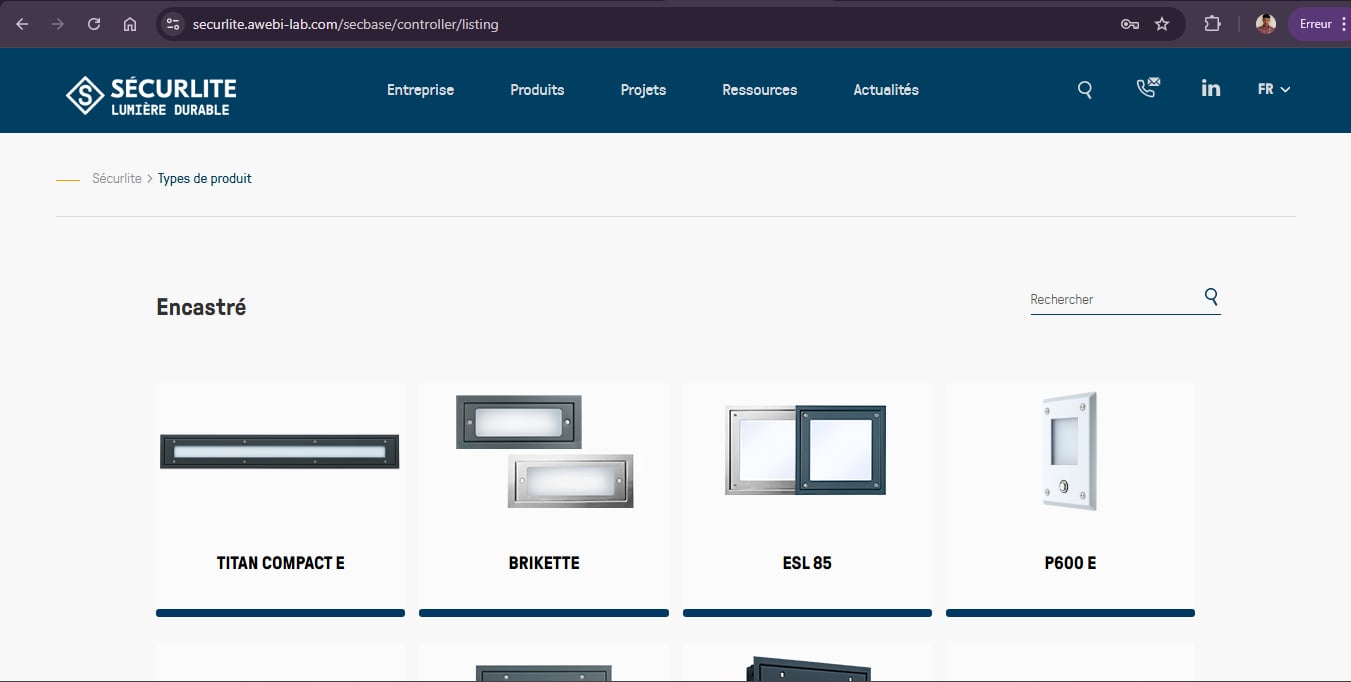 securlite.awebi-lab.com/secbase/controller/listing
Erreur
SÉCURLITE
LUMIÈRE DURABLE
Entreprise Produits Projets Ressources Actualités
FR
Sécurlite > Types de produit
Encastré
Rechercher
TITAN COMPACT E
BRIKETTE
ESL 85
P600 E